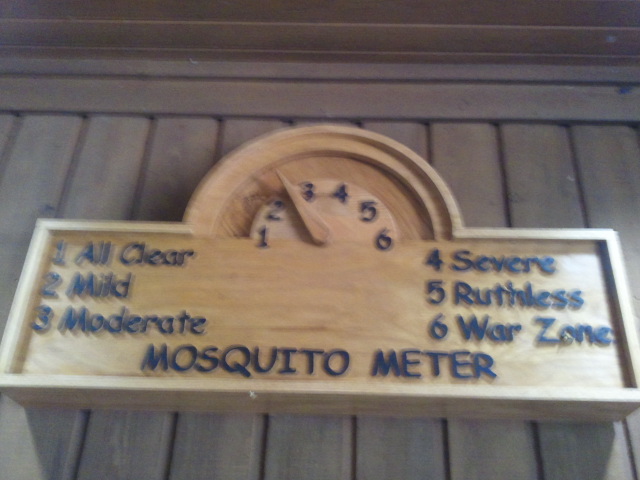 1 2 3 4 5 6
1 All Clear
2 Mild
3 Moderate
4 Severe
5 Ruthless
6 War Zone
MOSQUITO METER